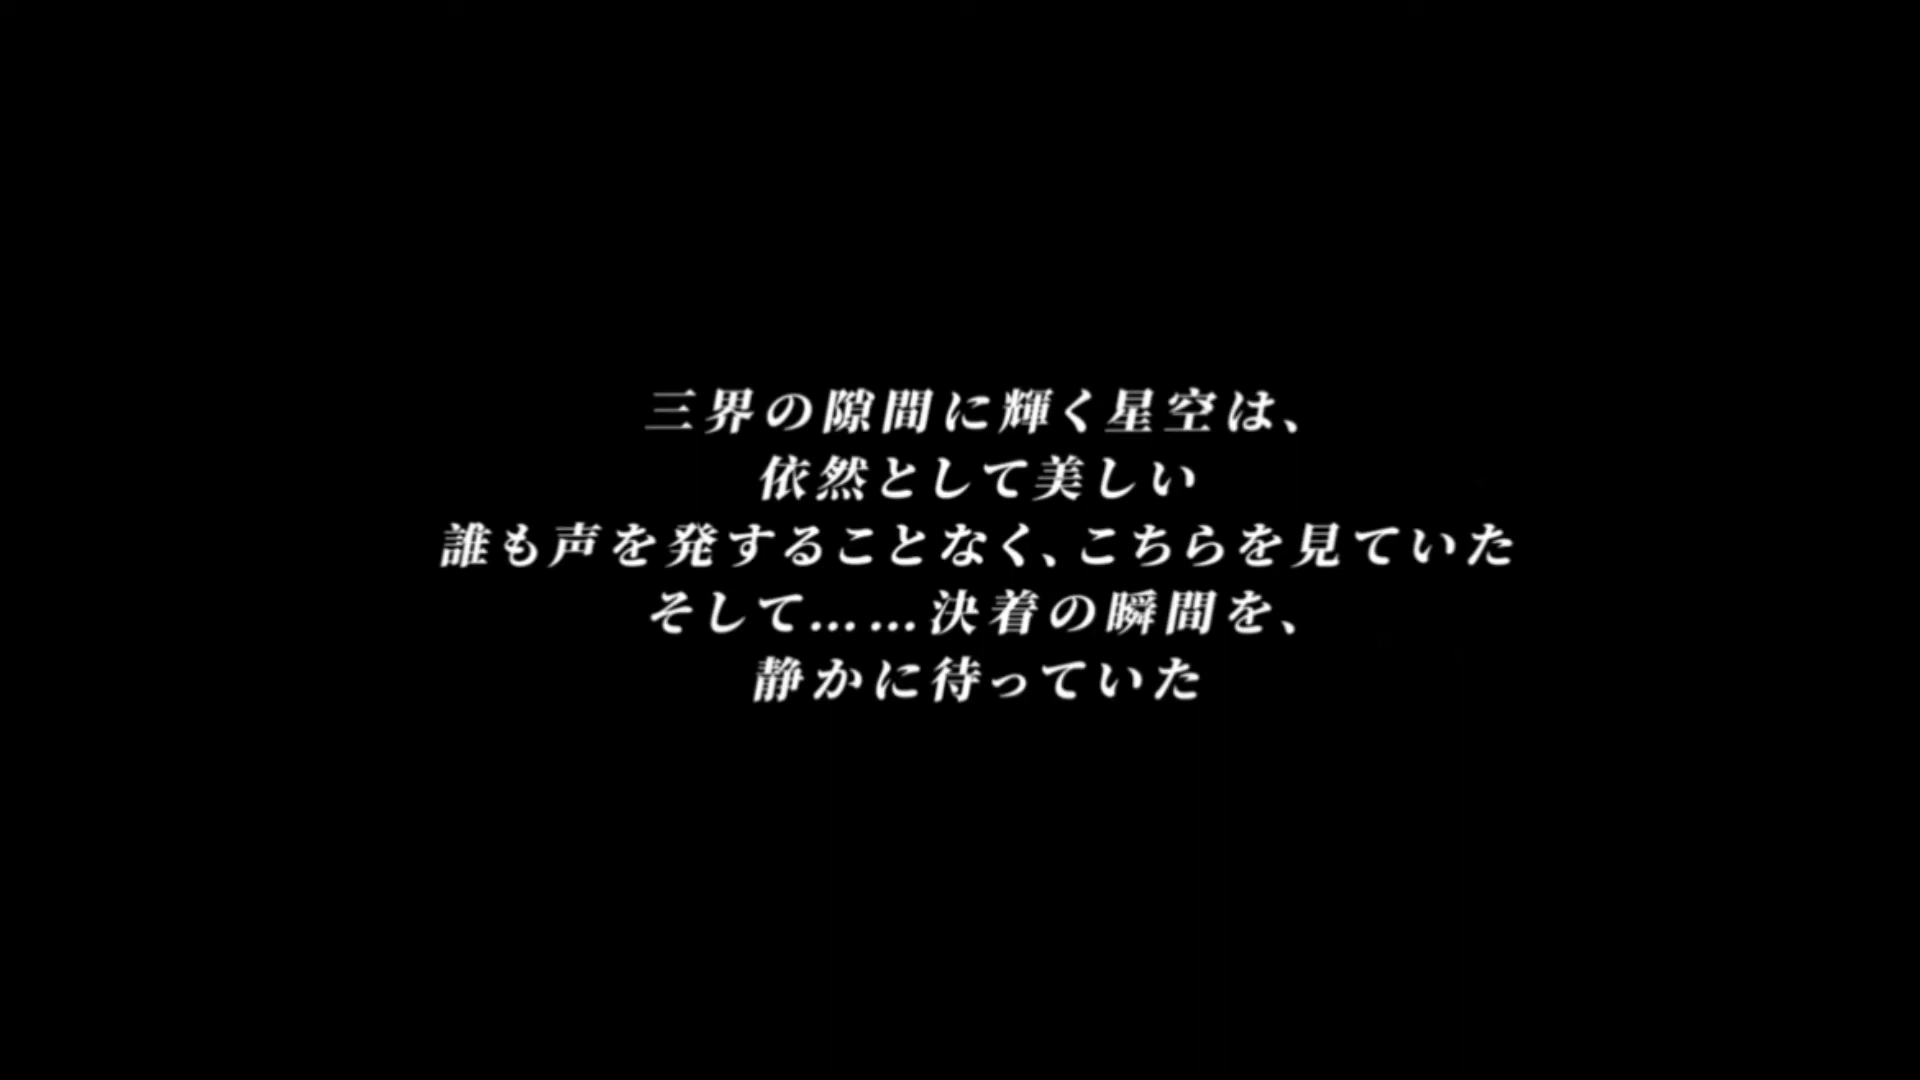 三界の隙間に輝く星空は、
依然として美しい
誰も声を発することなく、こちらを見ていた
そして……決着の瞬間を、
静かに待っていた